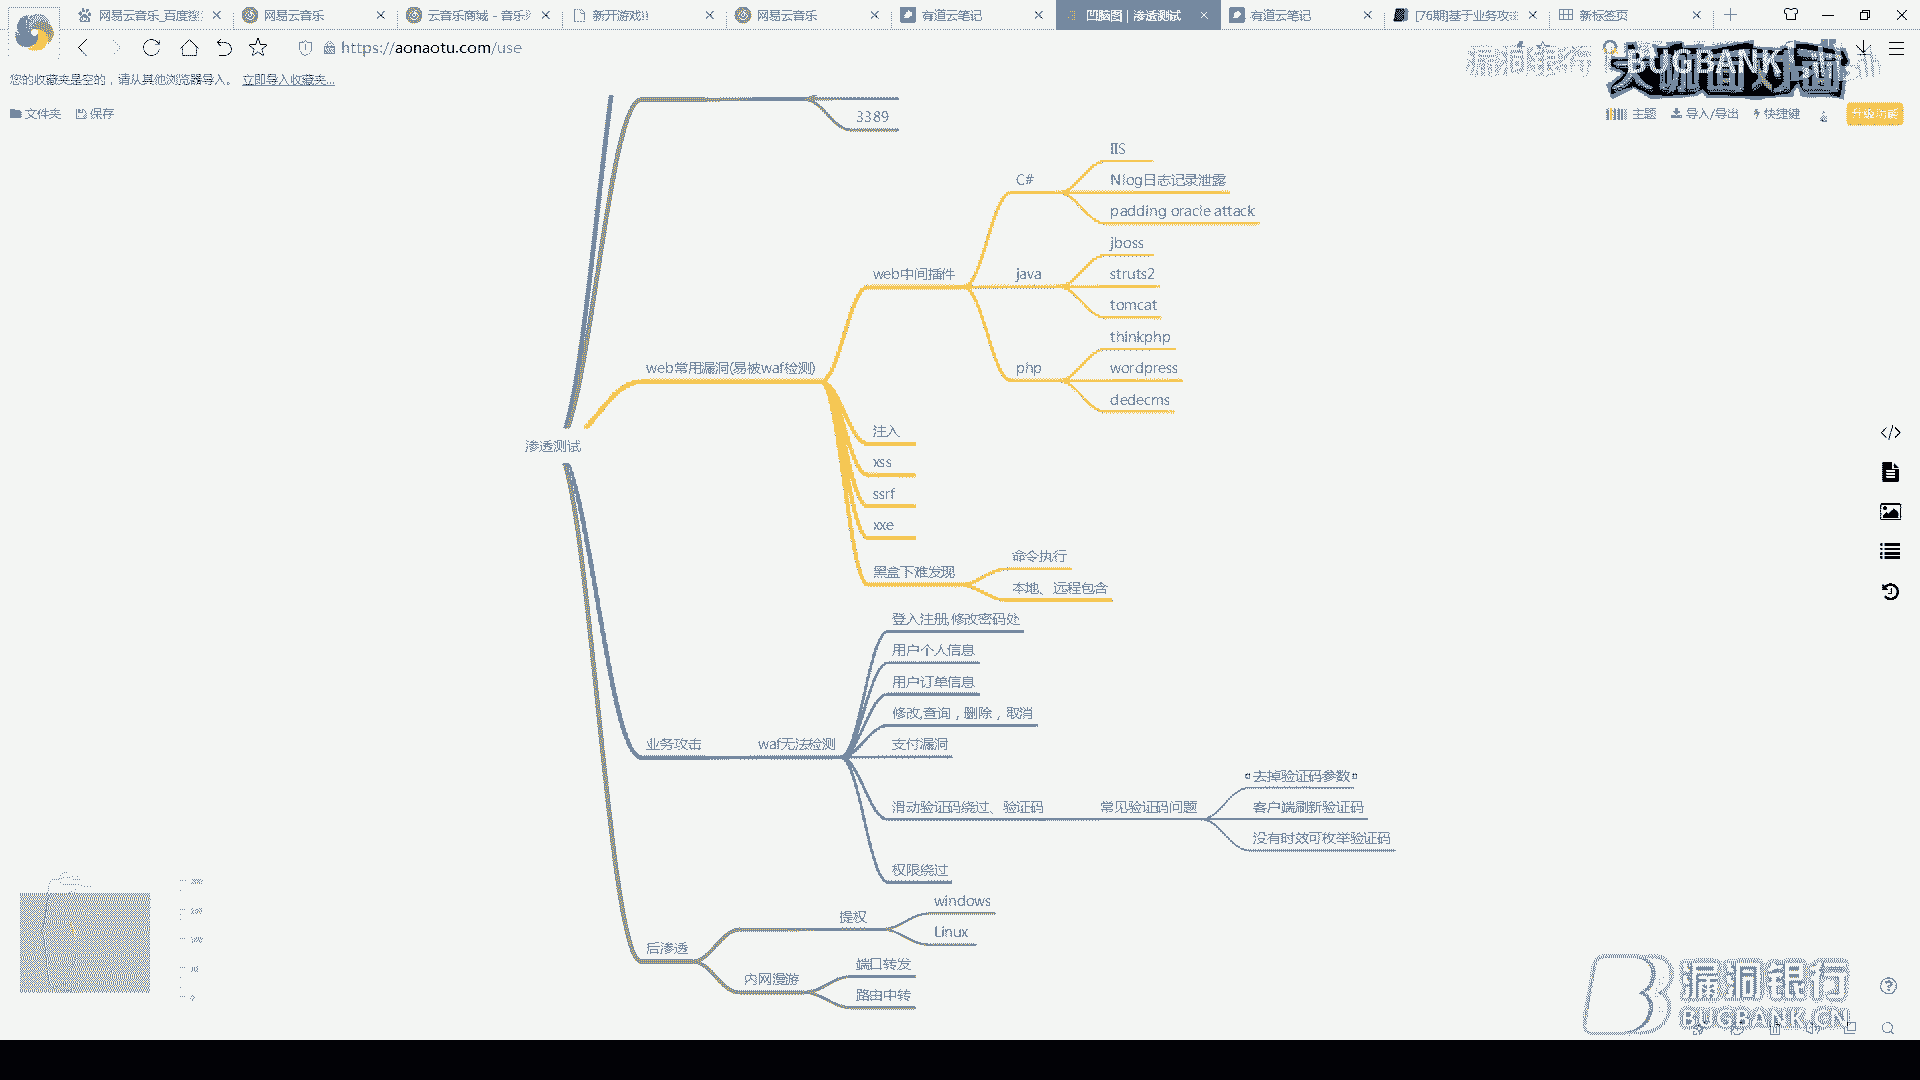 网易云音乐_百度搜
网易云音乐
云音乐商城 - 音乐
新开游戏!!!
网易云音乐
有道云笔记
凹脑图 | 渗透测试
有道云笔记
[76期]基于业务攻
新标签页
https://aonaotu.com/use
您的收藏夹是空的，请从其他浏览器导入。 立即导入收藏夹...
漏洞银行
BUGBANK
大咖面对面
文件夹 保存
主题 导入/导出 快捷键
升级功能
3389
IIS
C#
Nlog日志记录泄露
padding oracle attack
jboss
web中间插件
java
struts2
tomcat
thinkphp
web常用漏洞(易被waf检测)
php
wordpress
dedecms
注入
渗透测试
xss
ssrf
xxe
命令执行
黑盒下难发现
本地、远程包含
登入注册,修改密码处
用户个人信息
用户订单信息
修改,查询，删除，取消
业务攻击
waf无法检测
支付漏洞
去掉验证码参数
滑动验证码绕过、验证码
常见验证码问题
客户端刷新验证码
没有时效可枚举验证码
权限绕过
windows
提权
Linux
后渗透
端口转发
内网漫游
路由中转
漏洞银行
BUGBANK.CN